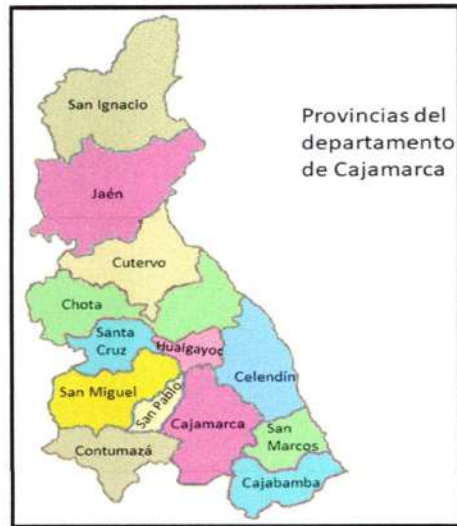 San Ignacio
Provincias del
departamento
de Cajamarca
Jaén
Cutervo
Chota
Santa
Cruz
Hualgayoc
Celendín
San Miguel
San Pablo
Cajamarca
San
Marcos
Contumazá
Cajabamba